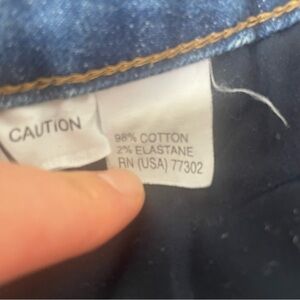 CAUTION
98% COTTON
2% ELASTANE
RN (USA) 77302